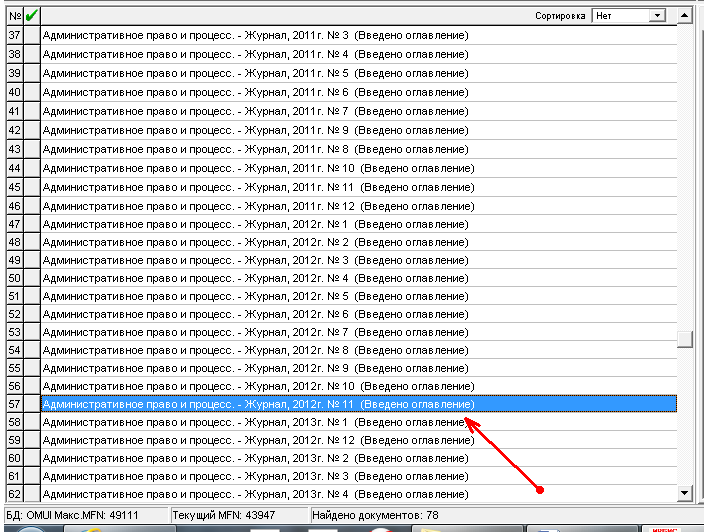 № Сортировка Нет
37 Административное право и процесс. - Журнал, 2011г. № 3 (Введено оглавление)
38 Административное право и процесс. - Журнал, 2011г. № 4 (Введено оглавление)
39 Административное право и процесс. - Журнал, 2011г. № 5 (Введено оглавление)
40 Административное право и процесс. - Журнал, 2011г. № 6 (Введено оглавление)
41 Административное право и процесс. - Журнал, 2011г. № 7 (Введено оглавление)
42 Административное право и процесс. - Журнал, 2011г. № 9 (Введено оглавление)
43 Административное право и процесс. - Журнал, 2011г. № 8 (Введено оглавление)
44 Административное право и процесс. - Журнал, 2011г. № 10 (Введено оглавление)
45 Административное право и процесс. - Журнал, 2011г. № 11 (Введено оглавление)
46 Административное право и процесс. - Журнал, 2011г. № 12 (Введено оглавление)
47 Административное право и процесс. - Журнал, 2012г. № 1 (Введено оглавление)
48 Административное право и процесс. - Журнал, 2012г. № 2 (Введено оглавление)
49 Административное право и процесс. - Журнал, 2012г. № 3 (Введено оглавление)
50 Административное право и процесс. - Журнал, 2012г. № 4 (Введено оглавление)
51 Административное право и процесс. - Журнал, 2012г. № 5 (Введено оглавление)
52 Административное право и процесс. - Журнал, 2012г. № 6 (Введено оглавление)
53 Административное право и процесс. - Журнал, 2012г. № 7 (Введено оглавление)
54 Административное право и процесс. - Журнал, 2012г. № 8 (Введено оглавление)
55 Административное право и процесс. - Журнал, 2012г. № 9 (Введено оглавление)
56 Административное право и процесс. - Журнал, 2012г. № 10 (Введено оглавление)
57 Административное право и процесс. - Журнал, 2012г. № 11 (Введено оглавление)
58 Административное право и процесс. - Журнал, 2013г. № 1 (Введено оглавление)
59 Административное право и процесс. - Журнал, 2012г. № 12 (Введено оглавление)
60 Административное право и процесс. - Журнал, 2013г. № 2 (Введено оглавление)
61 Административное право и процесс. - Журнал, 2013г. № 3 (Введено оглавление)
62 Административное право и процесс. - Журнал, 2013г. № 4 (Введено оглавление)
БД: OMUI Макс.MFN: 49111 Текущий MFN: 43947 Найдено документов: 78